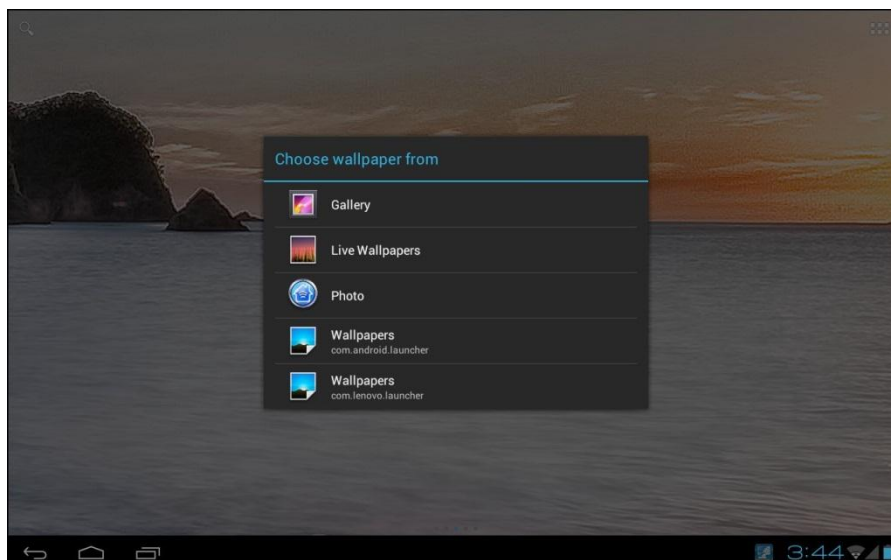 Choose wallpaper from
Gallery
Live Wallpapers
Photo
Wallpapers
com.android.launcher
Wallpapers
com.lenovo.launcher
3:44